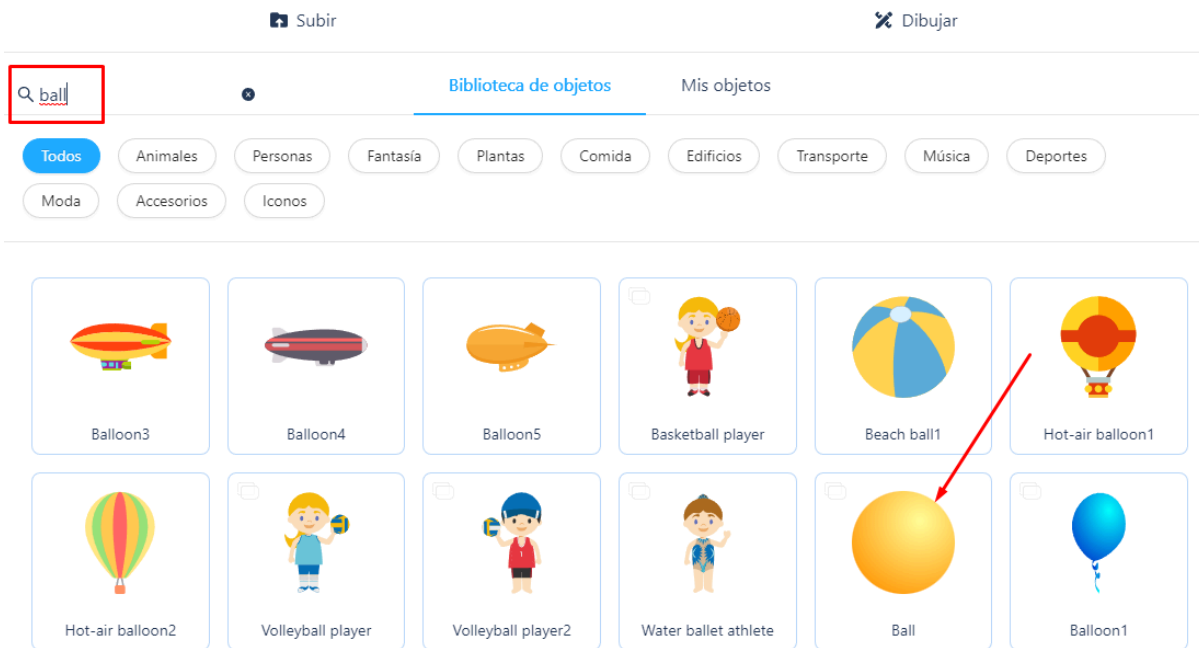 Subir Dibujar
ball Biblioteca de objetos Mis objetos
Todos Animales Personas Fantasía Plantas Comida Edificios Transporte Música Deportes
Moda Accesorios Iconos
Balloon3 Balloon4 Balloon5 Basketball player Beach ball1 Hot-air balloon1
Hot-air balloon2 Volleyball player Volleyball player2 Water ballet athlete Ball Balloon1